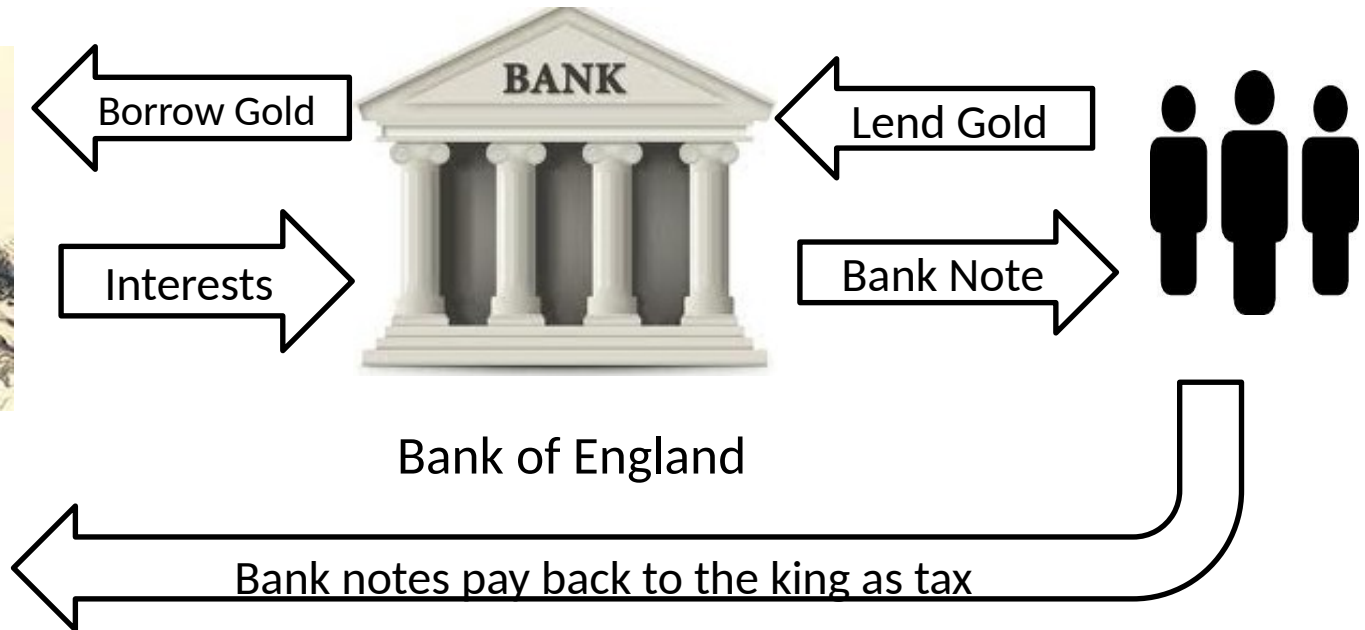 BANK
Borrow Gold
Lend Gold
Interests
Bank Note
Bank of England
Bank notes pay back to the king as tax